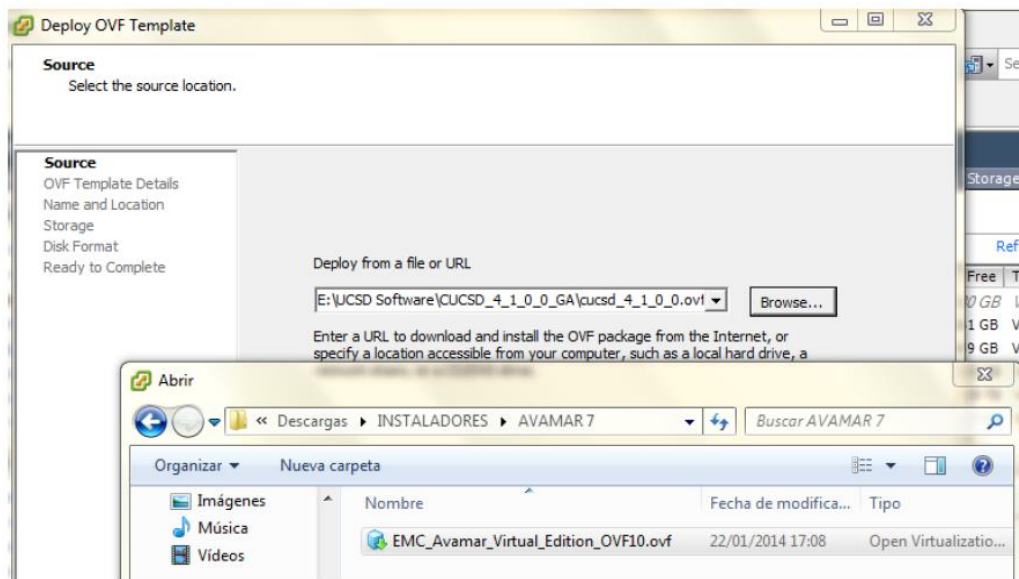 Deploy OVF Template
Source
Select the source location.
Se
Source
OVF Template Details
Name and Location
Storage
Disk Format
Ready to Complete
Storage
Ref
Free T
0 GB V
1 GB V
9 GB V
Deploy from a file or URL
E:\UCSD Software\CUCSD_4_1_0_0_GA\cucsd_4_1_0_0.ovf
Browse...
Enter a URL to download and install the OVF package from the Internet, or
specify a location accessible from your computer, such as a local hard drive, a
Abrir
« Descargas INSTALADORES AVAMAR 7
Buscar AVAMAR 7
Organizar Nueva carpeta
Imágenes
Música
Vídeos
Nombre Fecha de modifica... Tipo
EMC_Avamar_Virtual_Edition_OVF10.ovf 22/01/2014 17:08 Open Virtualizatio...